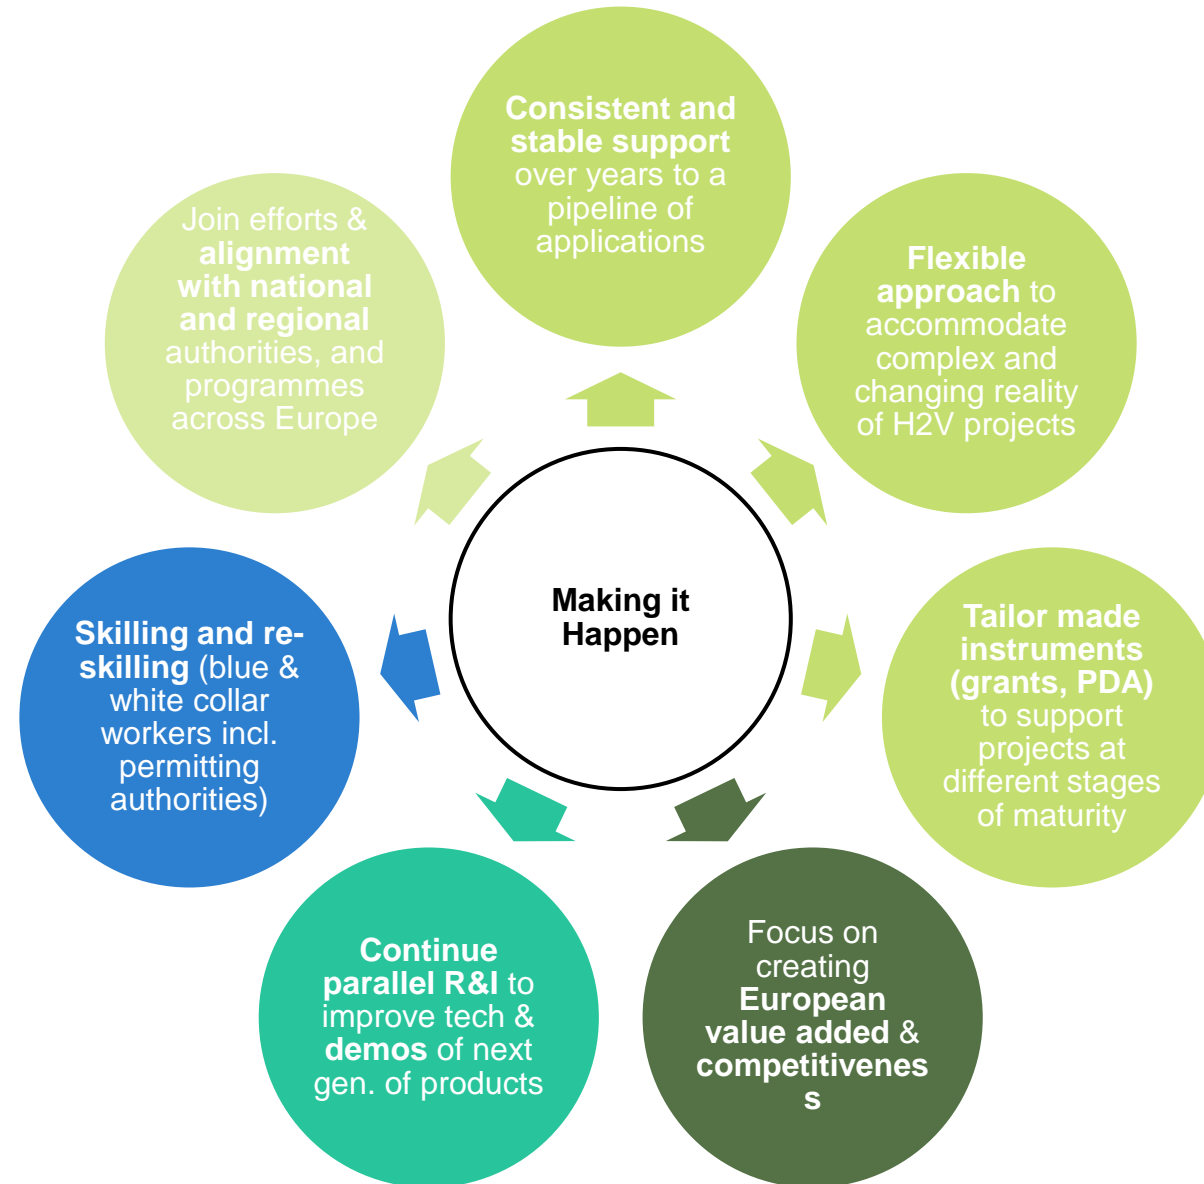 Consistent and
stable support
over years to a
pipeline of
applications
Flexible
approach to
accommodate
complex and
changing reality
of H2V projects
Tailor made
instruments
(grants, PDA)
to support
projects at
different stages
of maturity
Focus on
creating
European
value added &
competitivenes
s
Continue
parallel R&I to
improve tech &
demos of next
gen. of products
Skilling and re-
skilling (blue &
white collar
workers incl.
permitting
authorities)
Join efforts &
alignment
with national
and regional
authorities, and
programmes
across Europe
Making it
Happen